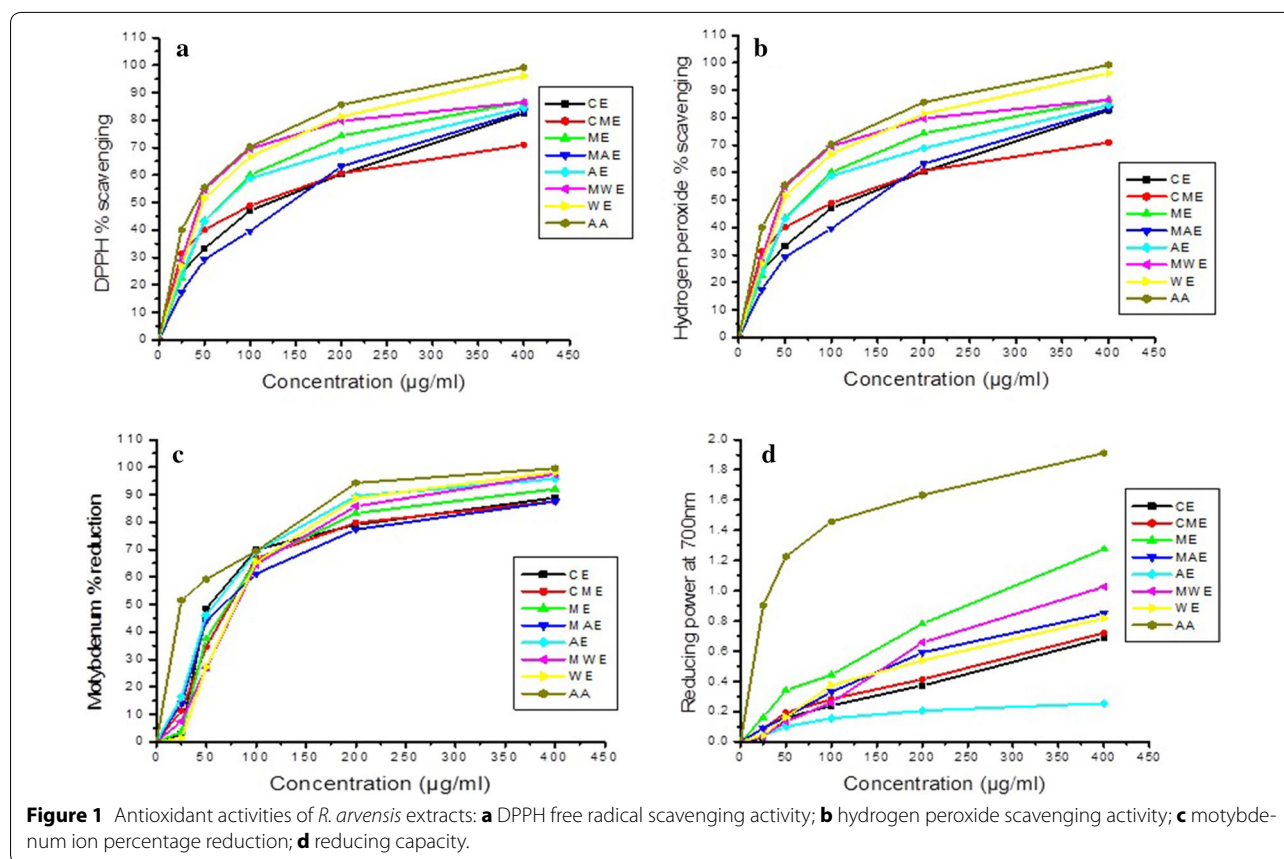 a
DPPH % scavenging
110
100
90
80
70
60
50
40
30
20
10
0
0 50 100 150 200 250 300 350 400 450
Concentration (µg/ml)
CE
CME
ME
MAE
AE
MWE
WE
AA
b
Hydrogen peroxide % scavenging
110
100
90
80
70
60
50
40
30
20
10
0
0 50 100 150 200 250 300 350 400 450
Concentration (µg/ml)
CE
CME
ME
MAE
AE
MWE
WE
AA
c
Motybdenum % reduction
110
100
90
80
70
60
50
40
30
20
10
0
0 50 100 150 200 250 300 350 400 450
Concentration (µg/ml)
CE
CME
ME
MAE
AE
MWE
WE
AA
d
Reducing power at 700nm
2.0
1.8
1.6
1.4
1.2
1.0
0.8
0.6
0.4
0.2
0.0
0 50 100 150 200 250 300 350 400 450
Concentration (µg/ml)
CE
CME
ME
MAE
AE
MWE
WE
AA
Figure 1 Antioxidant activities of R. arvensis extracts: a DPPH free radical scavenging activity; b hydrogen peroxide scavenging activity; c motybde-
num ion percentage reduction; d reducing capacity.